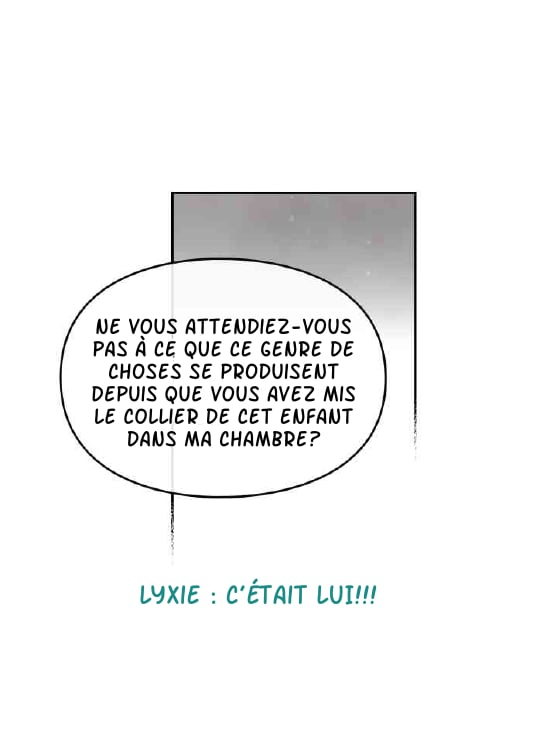 NE VOUS ATTENDIEZ-VOUS
PAS À CE QUE CE GENRE DE
CHOSES SE PRODUISENT
DEPUIS QUE VOUS AVEZ MIS
LE COLLIER DE CET ENFANT
DANS MA CHAMBRE?
LYXIE : C'ÉTAIT LUI!!!